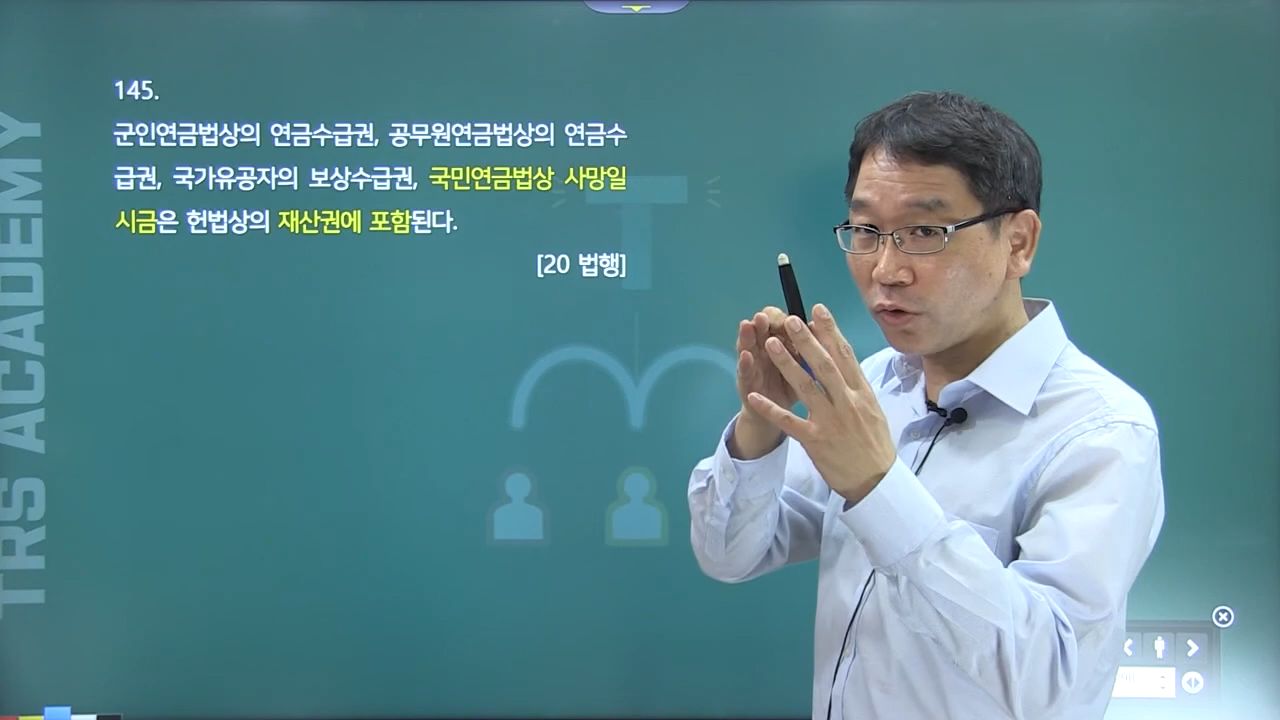 145.
군인연금법상의 연금수급권, 공무원연금법상의 연금수
급권, 국가유공자의 보상수급권, 국민연금법상 사망일
시금은 헌법상의 재산권에 포함된다.
[20 법행]
TRS ACADEMY